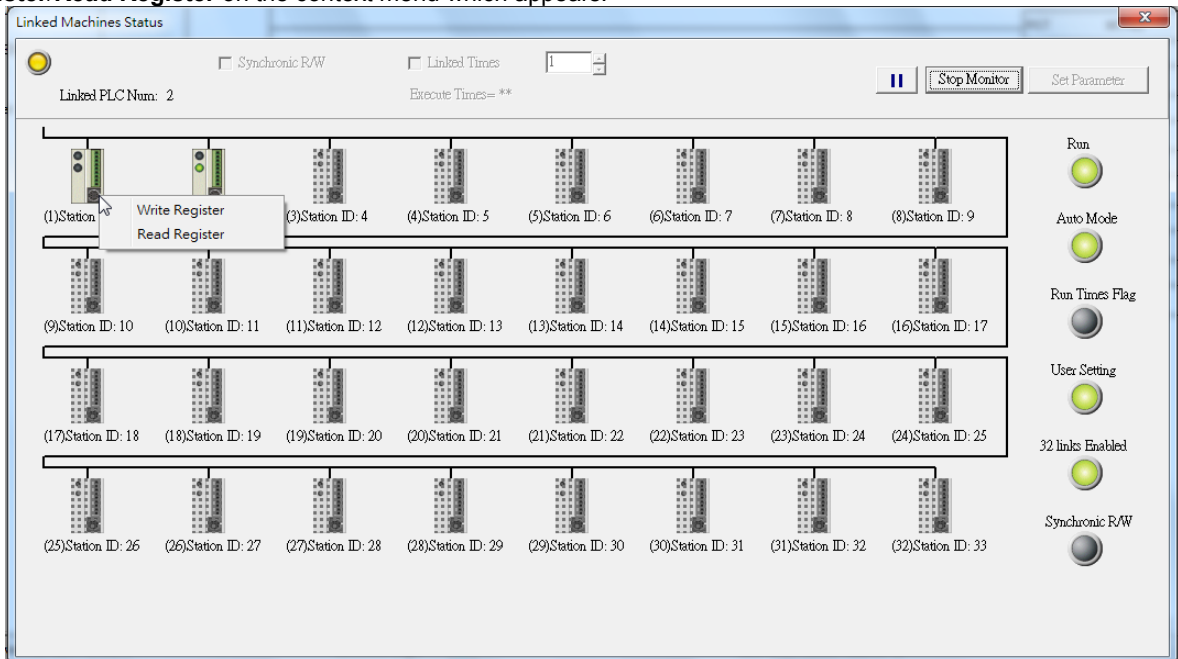 Read Register on the context menu which appears.
Linked Machines Status
Synchronic R/W Linked Times 1
Linked PLC Num: 2 Execute Times= **
Stop Monitor Set Parameter
Run
(1)Station (3)Station ID: 4 (4)Station ID: 5 (5)Station ID: 6 (6)Station ID: 7 (7)Station ID: 8 (8)Station ID: 9
Write Register
Read Register
Auto Mode
Run Times Flag
(9)Station ID: 10 (10)Station ID: 11 (11)Station ID: 12 (12)Station ID: 13 (13)Station ID: 14 (14)Station ID: 15 (15)Station ID: 16 (16)Station ID: 17
User Setting
(17)Station ID: 18 (18)Station ID: 19 (19)Station ID: 20 (20)Station ID: 21 (21)Station ID: 22 (22)Station ID: 23 (23)Station ID: 24 (24)Station ID: 25
32 links Enabled
Synchronic R/W
(25)Station ID: 26 (26)Station ID: 27 (27)Station ID: 28 (28)Station ID: 29 (29)Station ID: 30 (30)Station ID: 31 (31)Station ID: 32 (32)Station ID: 33